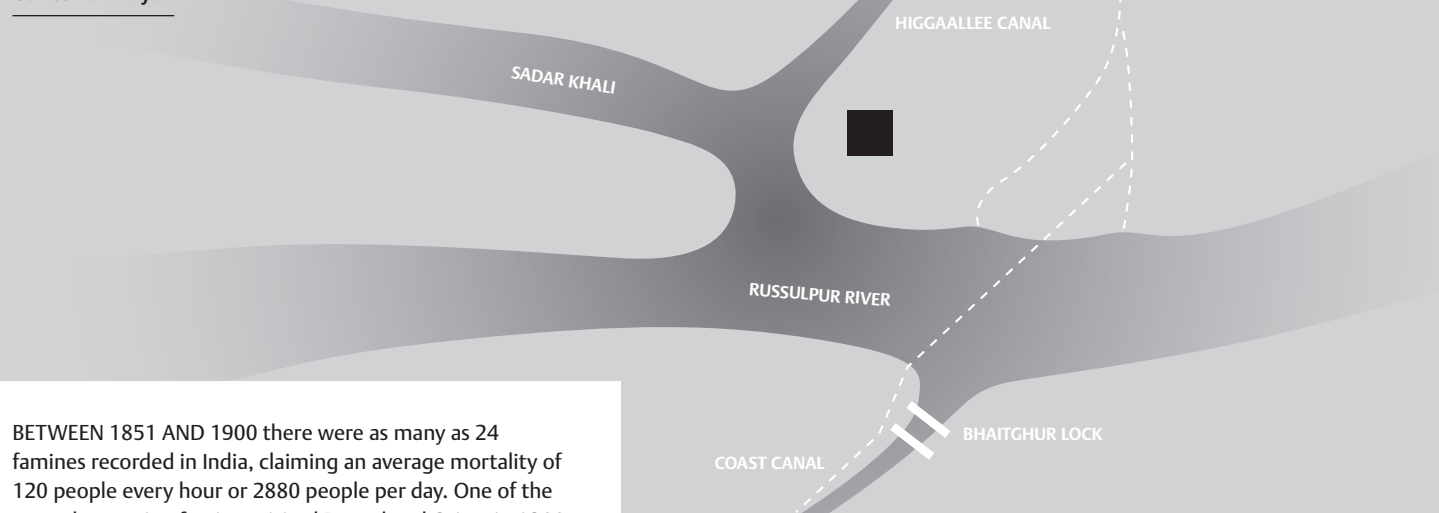 HIGGAALLEE CANAL
SADAR KHALI
RUSSULPUR RIVER
BHAITGHUR LOCK
COAST CANAL
BETWEEN 1851 AND 1900 there were as many as 24
famines recorded in India, claiming an average mortality of
120 people every hour or 2880 people per day. One of the